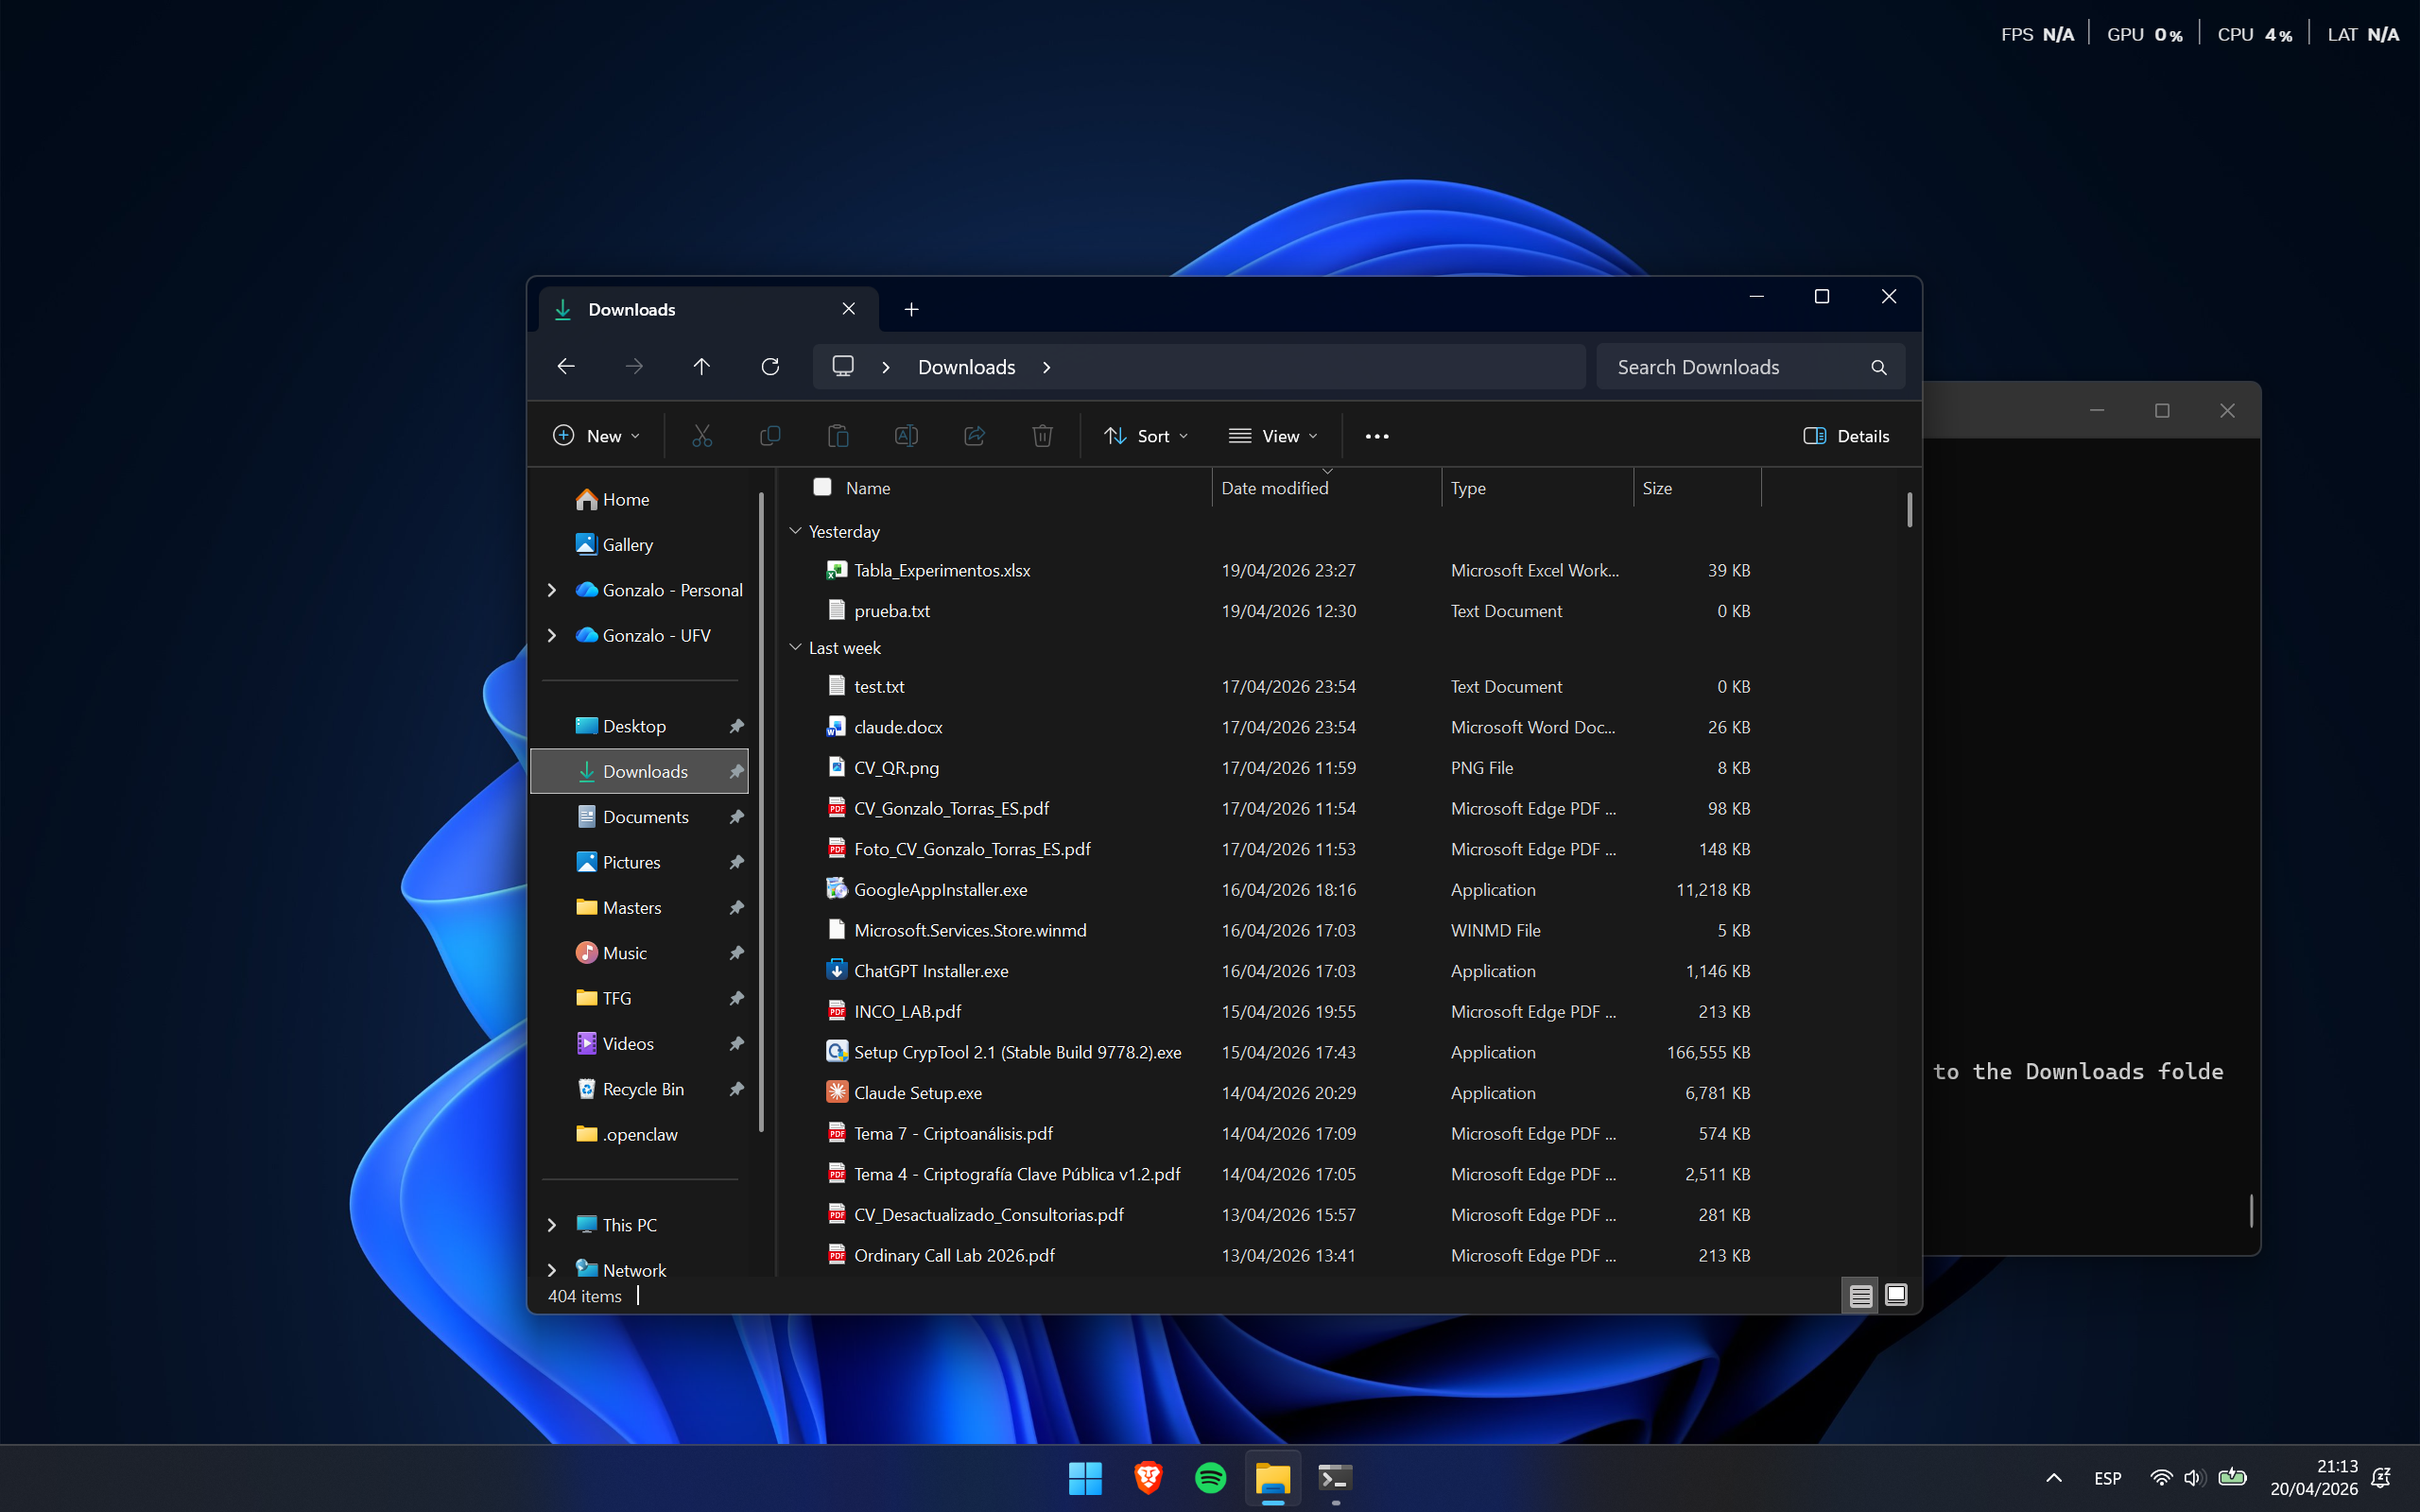 FPS N/A GPU 0% CPU 4% LAT N/A
Downloads
Downloads
Search Downloads
New
Sort
View
Details
Home
Gallery
Gonzalo - Personal
Gonzalo - UFV
Desktop
Downloads
Documents
Pictures
Masters
Music
TFG
Videos
Recycle Bin
.openclaw
This PC
Network
Name Date modified Type Size
Yesterday
Tabla_Experimentos.xlsx 19/04/2026 23:27 Microsoft Excel Work... 39 KB
prueba.txt 19/04/2026 12:30 Text Document 0 KB
Last week
test.txt 17/04/2026 23:54 Text Document 0 KB
claude.docx 17/04/2026 23:54 Microsoft Word Doc... 26 KB
CV_QR.png 17/04/2026 11:59 PNG File 8 KB
CV_Gonzalo_Torras_ES.pdf 17/04/2026 11:54 Microsoft Edge PDF ... 98 KB
Foto_CV_Gonzalo_Torras_ES.pdf 17/04/2026 11:53 Microsoft Edge PDF ... 148 KB
GoogleAppInstaller.exe 16/04/2026 18:16 Application 11,218 KB
Microsoft.Services.Store.winmd 16/04/2026 17:03 WINMD File 5 KB
ChatGPT Installer.exe 16/04/2026 17:03 Application 1,146 KB
INCO_LAB.pdf 15/04/2026 19:55 Microsoft Edge PDF ... 213 KB
Setup CrypTool 2.1 (Stable Build 9778.2).exe 15/04/2026 17:43 Application 166,555 KB
Claude Setup.exe 14/04/2026 20:29 Application 6,781 KB
Tema 7 - Criptoanálisis.pdf 14/04/2026 17:09 Microsoft Edge PDF ... 574 KB
Tema 4 - Criptografía Clave Pública v1.2.pdf 14/04/2026 17:05 Microsoft Edge PDF ... 2,511 KB
CV_Desactualizado_Consultorias.pdf 13/04/2026 15:57 Microsoft Edge PDF ... 281 KB
Ordinary Call Lab 2026.pdf 13/04/2026 13:41 Microsoft Edge PDF ... 213 KB
404 items
to the Downloads folde
ESP
21:13
20/04/2026